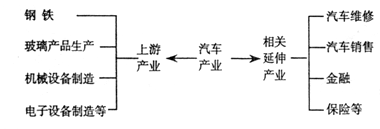 钢 铁
玻璃产品生产
机械设备制造
电子设备制造等
上游
产业
汽车
产业
相关
延伸
产业
汽车维修
汽车销售
金融
保险等